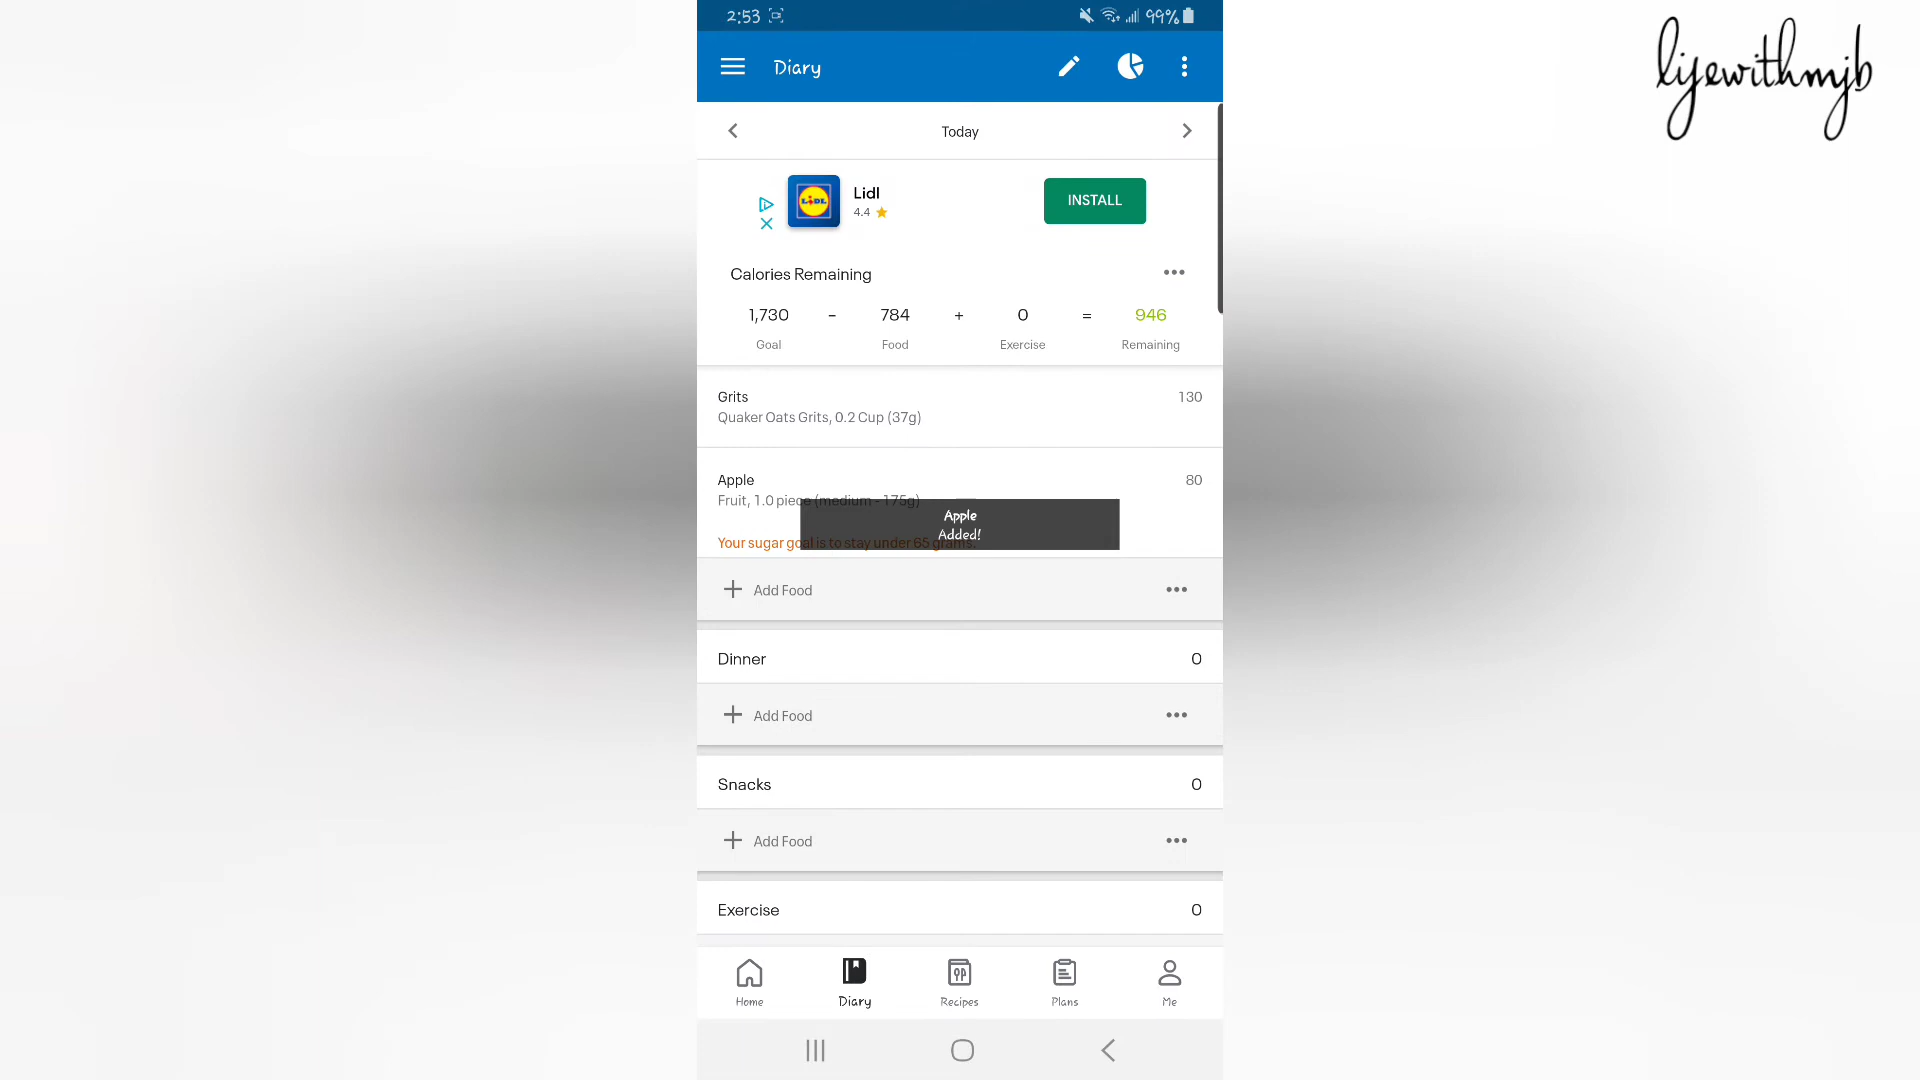 2:53 99%
lifewithmjb
Diary
Today
LIDL
Lidl
4.4
INSTALL
Calories Remaining
1,730 - 784 + 0 = 946
Goal Food Exercise Remaining
Grits 130
Quaker Oats Grits, 0.2 Cup (37g)
Apple 80
Fruit, 1.0 piece (medium - 175g)
Apple
Added!
Your sugar goal is to stay under 65 grams.
+ Add Food
Dinner 0
+ Add Food
Snacks 0
+ Add Food
Exercise 0
Home Diary Recipes Plans Me